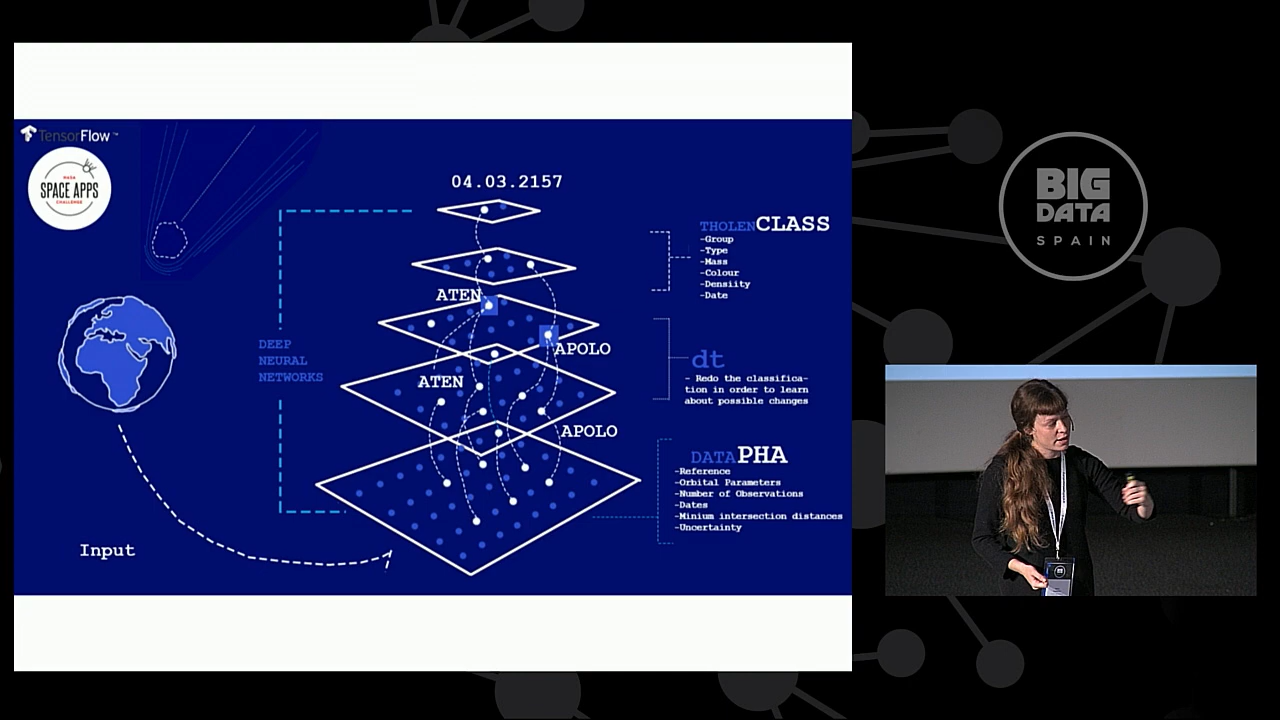 TensorFlow™
NASA
SPACE APPS
CHALLENGE
04.03.2157
ATEN
APOLO
ATEN
APOLO
DEEP
NEURAL
NETWORKS
Input
THOLENCLASS
-Group
-Type
-Mass
-Colour
-Densiity
-Date
dt
- Redo the classifica-
tion in order to learn
about possible changes
DATAPHA
-Reference
-Orbital Parameters
-Number of Observations
-Dates
-Minium intersection distances
-Uncertainty
BIG
DATA
SPAIN